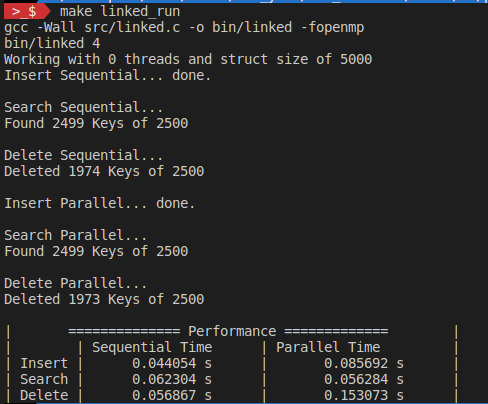 >_$ make linked_run
gcc -Wall src/linked.c -o bin/linked -fopenmp
bin/linked 4
Working with 0 threads and struct size of 5000
Insert Sequential... done.
Search Sequential...
Found 2499 Keys of 2500
Delete Sequential...
Deleted 1974 Keys of 2500
Insert Parallel... done.
Search Parallel...
Found 2499 Keys of 2500
Delete Parallel...
Deleted 1973 Keys of 2500
| ============== Performance ============= |
| | Sequential Time | Parallel Time |
| Insert | 0.044054 s | 0.085692 s |
| Search | 0.062304 s | 0.056284 s |
| Delete | 0.056867 s | 0.153073 s |